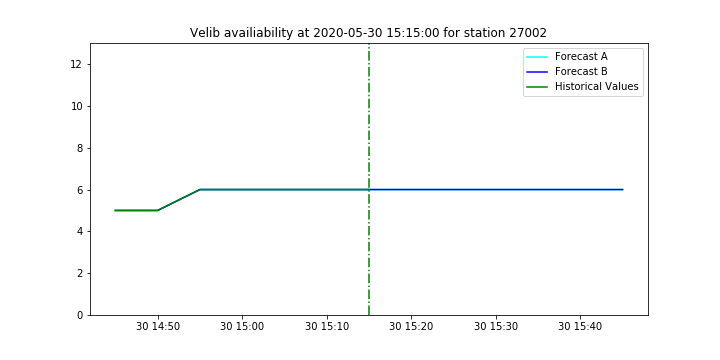 Velib availiability at 2020-05-30 15:15:00 for station 27002
Forecast A
Forecast B
Historical Values
12
10
8
6
4
2
0
30 14:50 30 15:00 30 15:10 30 15:20 30 15:30 30 15:40